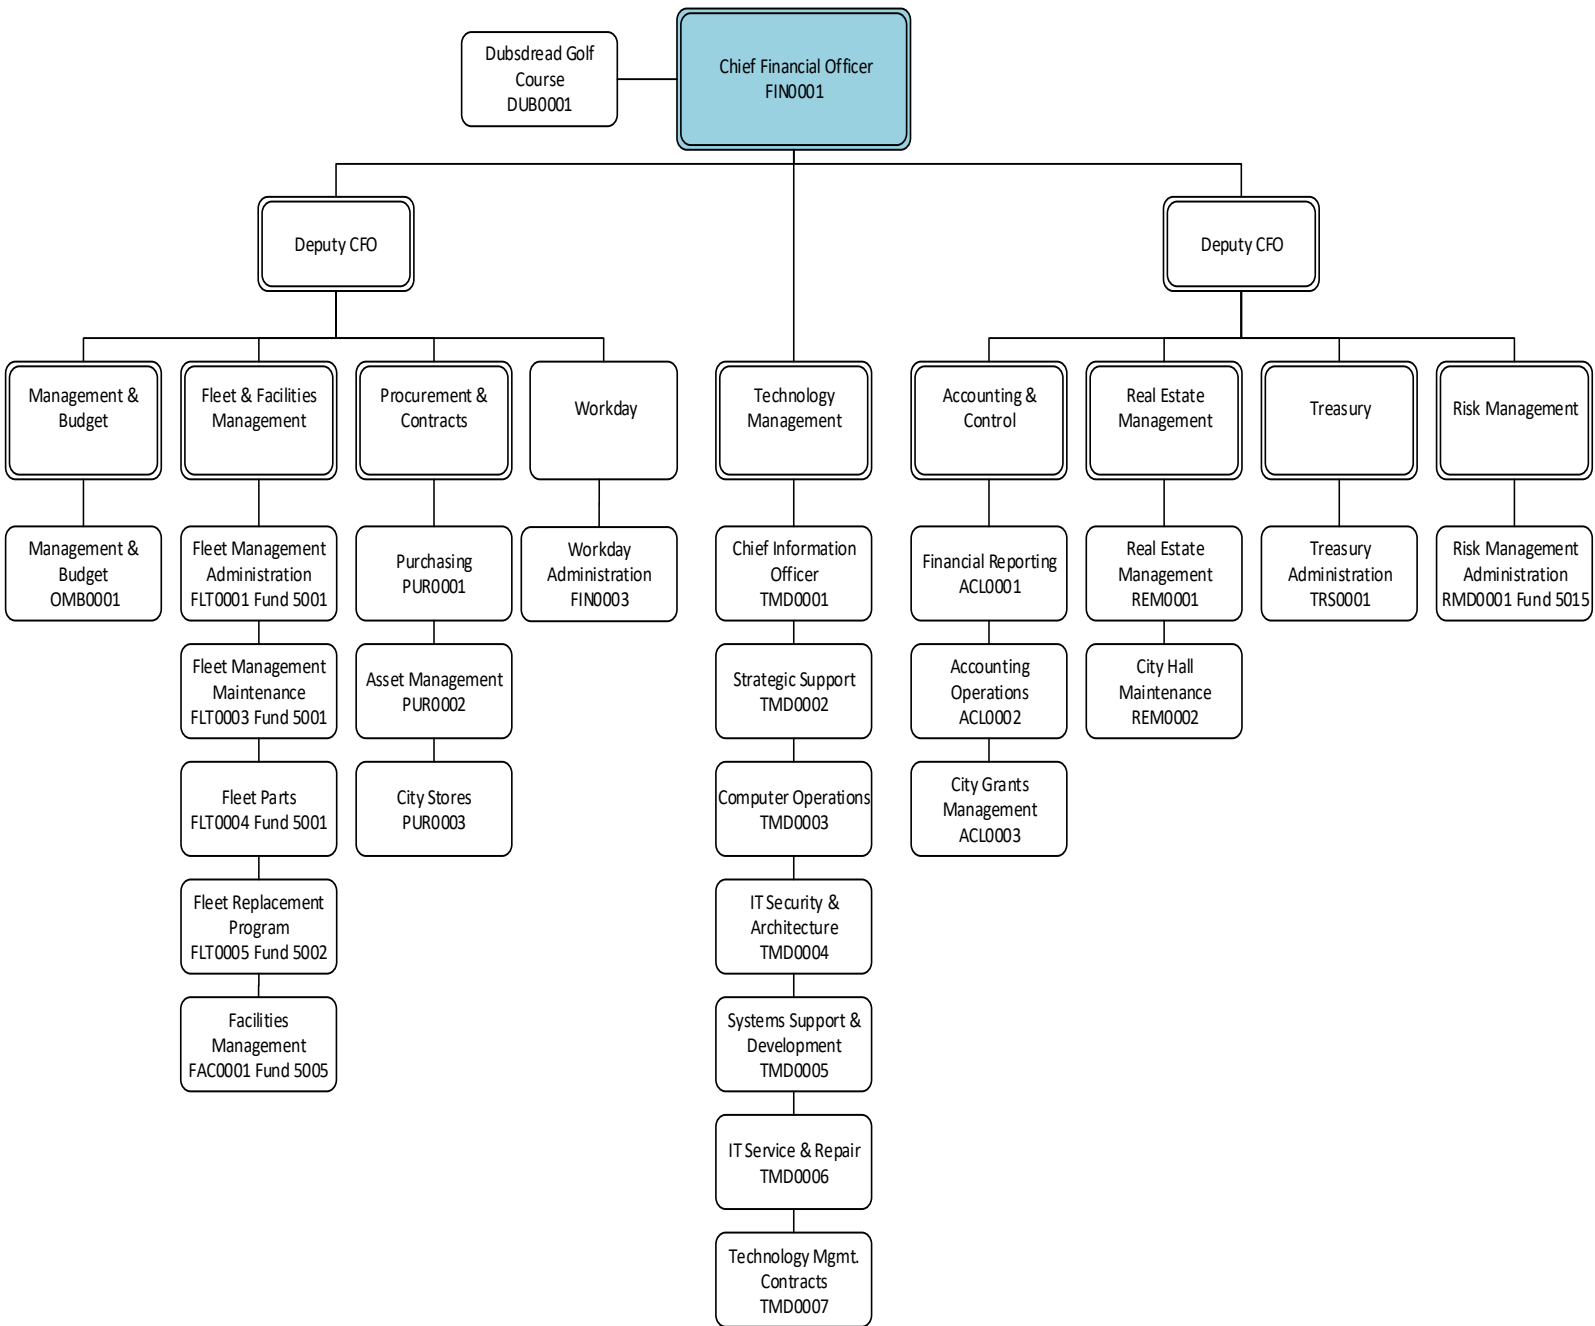 Dubsdread Golf
Course
DUB0001
Chief Financial Officer
FIN0001
Deputy CFO
Deputy CFO
Management &
Budget
Fleet & Facilities
Management
Procurement &
Contracts
Workday
Technology
Management
Accounting &
Control
Real Estate
Management
Treasury
Risk Management
Management &
Budget
OMB0001
Fleet Management
Administration
FLT0001 Fund 5001
Purchasing
PUR0001
Workday
Administration
FIN0003
Chief Information
Officer
TMD0001
Financial Reporting
ACL0001
Real Estate
Management
REM0001
Treasury
Administration
TRS0001
Risk Management
Administration
RMD0001 Fund 5015
Fleet Management
Maintenance
FLT0003 Fund 5001
Asset Management
PUR0002
Strategic Support
TMD0002
Accounting
Operations
ACL0002
City Hall
Maintenance
REM0002
Fleet Parts
FLT0004 Fund 5001
City Stores
PUR0003
Computer Operations
TMD0003
City Grants
Management
ACL0003
Fleet Replacement
Program
FLT0005 Fund 5002
IT Security &
Architecture
TMD0004
Facilities
Management
FAC0001 Fund 5005
Systems Support &
Development
TMD0005
IT Service & Repair
TMD0006
Technology Mgmt.
Contracts
TMD0007